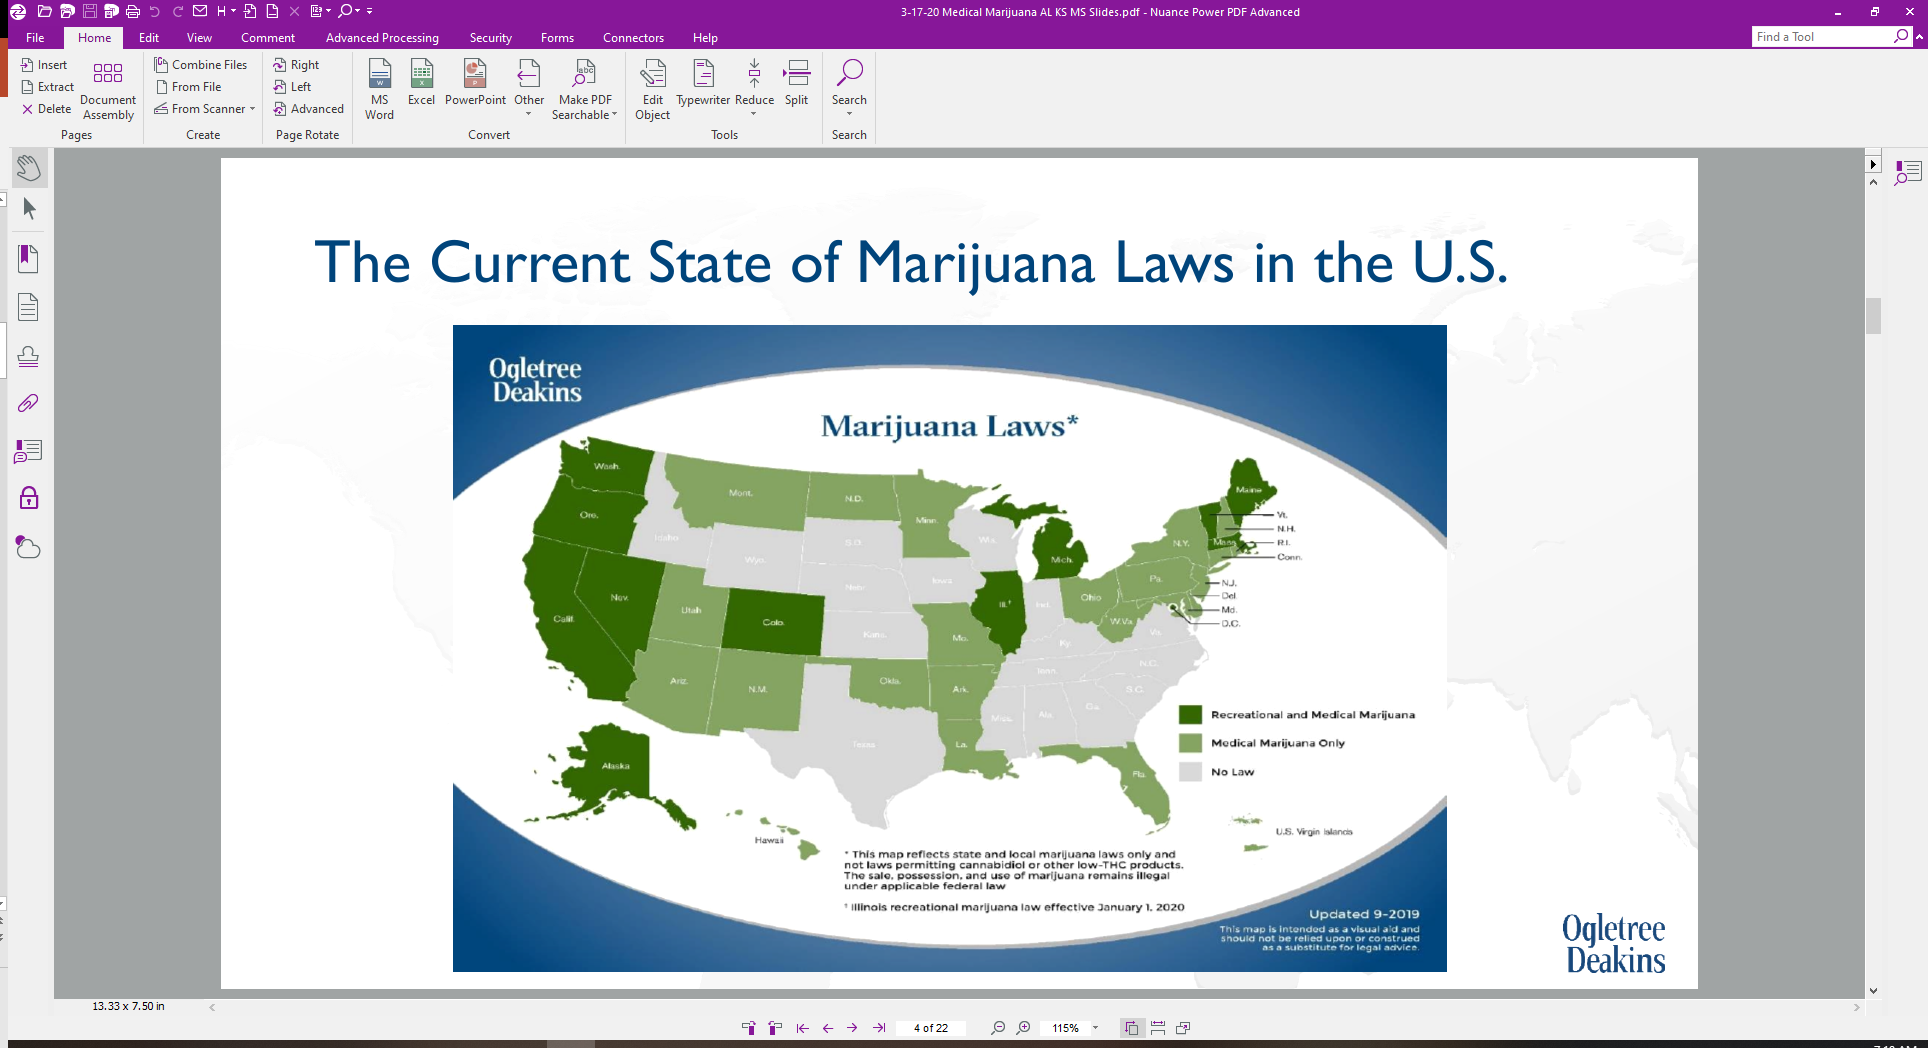 3-17-20 Medical Marijuana AL KS MS Slides.pdf - Nuance Power PDF Advanced
File Home Edit View Comment Advanced Processing Security Forms Connectors Help
Find a Tool
Insert
Extract
Delete
Document
Assembly
Pages
Combine Files
From File
From Scanner
Create
Right
Left
Advanced
Page Rotate
MS
Word
Excel
PowerPoint
Other
Make PDF
Searchable
Convert
Edit
Object
Typewriter
Reduce
Split
Tools
Search
Search
The Current State of Marijuana Laws in the U.S.
Ogletree
Deakins
Marijuana Laws*
Wash.
Ore.
Calif.
Nev.
Idaho
Mont.
Wyo.
Utah
Colo.
Ariz.
N.M.
N.D.
S.D.
Nebr.
Kans.
Okla.
Texas
Minn.
Iowa
Mo.
Ark.
La.
Wis.
Ill.†
Mich.
Ind.
Ohio
Ky.
Tenn.
Miss.
Ala.
Ga.
Fla.
S.C.
N.C.
Va.
W.Va.
Pa.
N.Y.
Maine
Mass.
Vt.
N.H.
R.I.
Conn.
N.J.
Del.
Md.
D.C.
Alaska
Hawaii
U.S. Virgin Islands
Recreational and Medical Marijuana
Medical Marijuana Only
No Law
* This map reflects state and local marijuana laws only and
not laws permitting cannabidiol or other low-THC products.
The sale, possession, and use of marijuana remains illegal
under applicable federal law
† Illinois recreational marijuana law effective January 1, 2020
Updated 9-2019
This map is intended as a visual aid and
should not be relied upon or construed
as a substitute for legal advice.
Ogletree
Deakins
13.33 x 7.50 in
4 of 22
115%